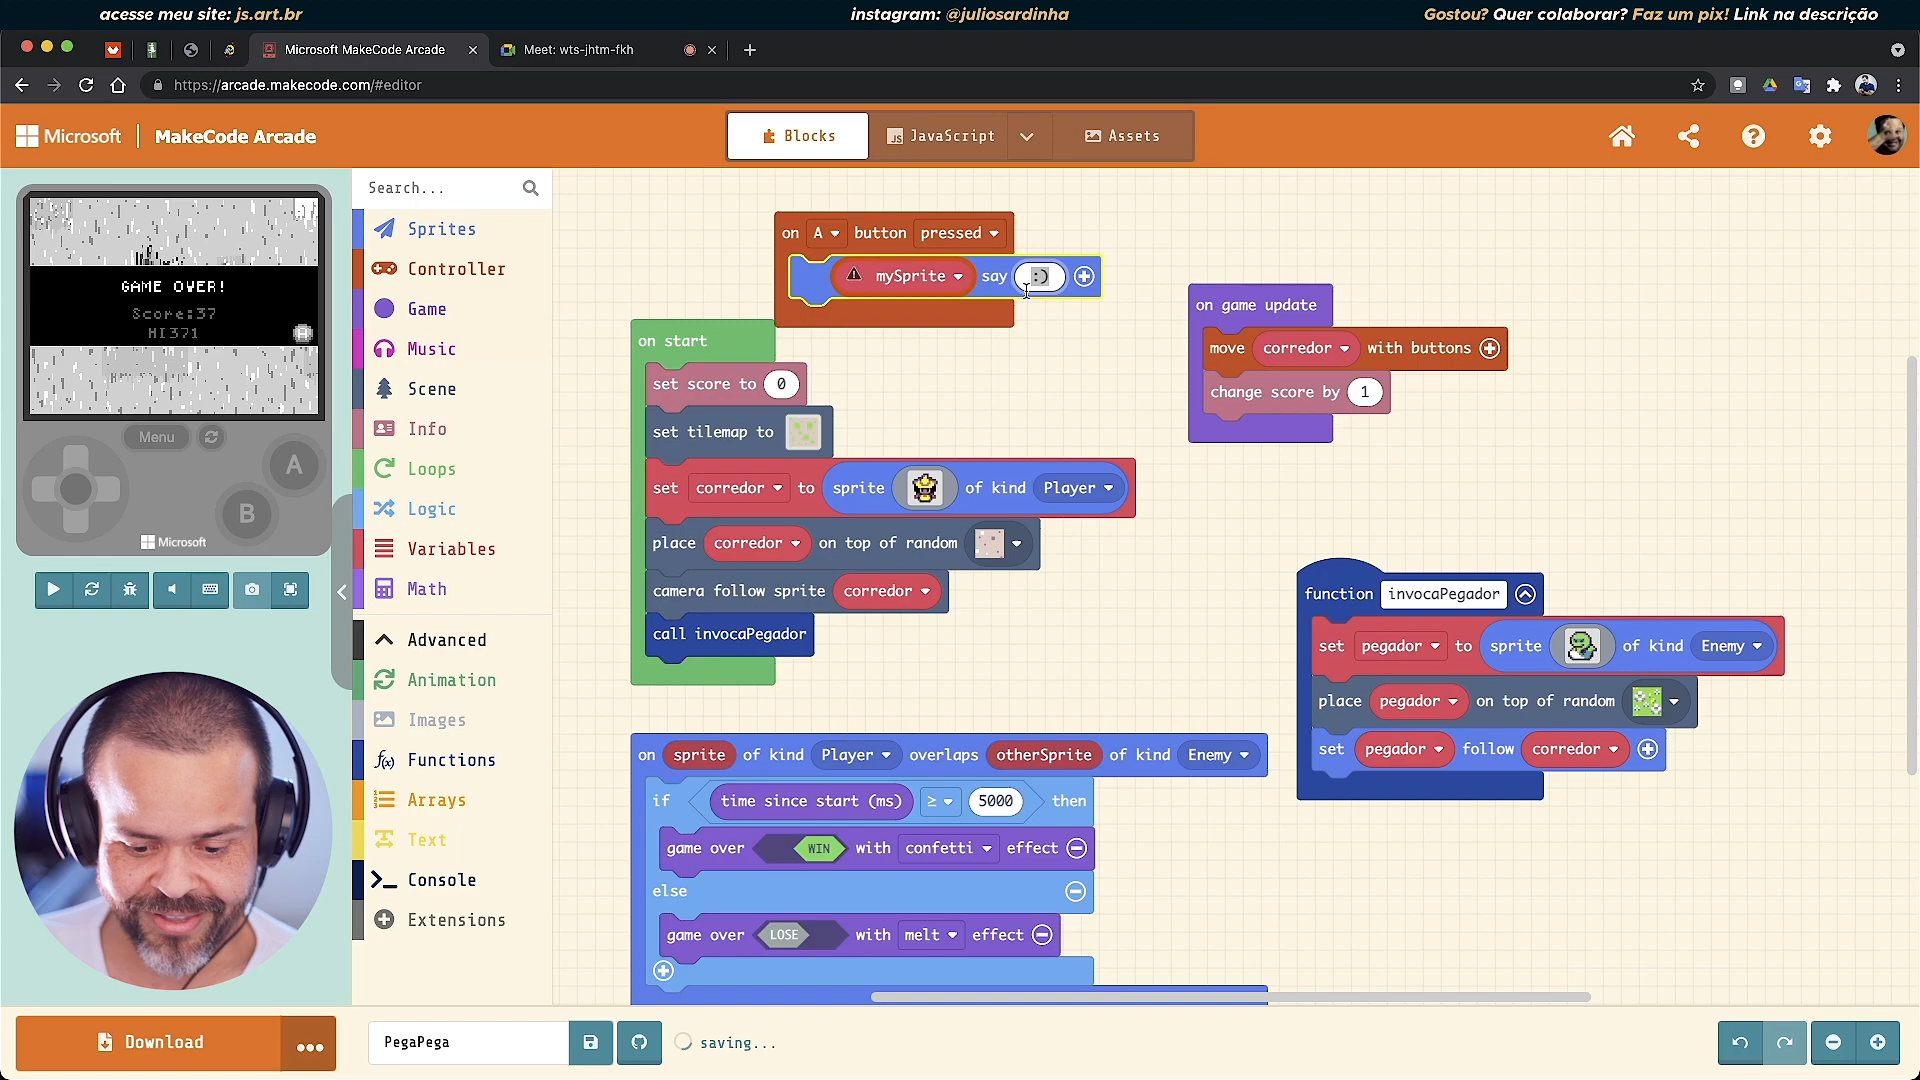 acesse meu site: js.art.br
instagram: @juliosardinha
Gostou? Quer colaborar? Faz um pix! Link na descrição
Microsoft MakeCode Arcade
Meet: wts-jhtm-fkh
https://arcade.makecode.com/#editor
Microsoft
MakeCode Arcade
Blocks
JavaScript
Assets
Search...
Sprites
Controller
Game
Music
Scene
Info
Loops
Logic
Variables
Math
Advanced
Animation
Images
Functions
Arrays
Text
Console
Extensions
GAME OVER!
Score:37
HI371
A
Menu
A
B
Microsoft
on A button pressed
mySprite say :)
on start
set score to 0
set tilemap to
set corredor to sprite of kind Player
place corredor on top of random
camera follow sprite corredor
call invocaPegador
on game update
move corredor with buttons
change score by 1
function invocaPegador
set pegador to sprite of kind Enemy
place pegador on top of random
set pegador follow corredor
on sprite of kind Player overlaps otherSprite of kind Enemy
if time since start (ms) ≥ 5000 then
game over WIN with confetti effect
else
game over LOSE with melt effect
Download
PegaPega
saving...